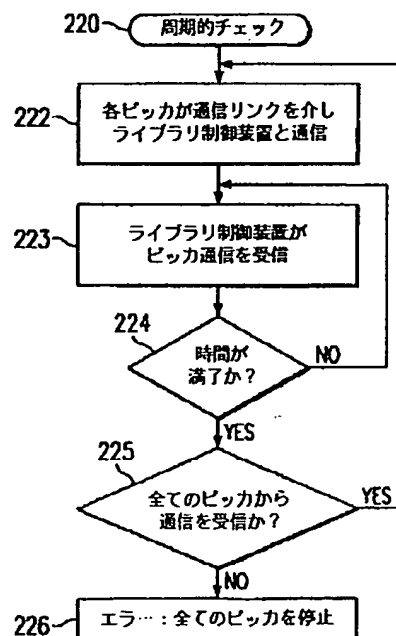 220
周期的チェック
222
各ピッカが通信リンクを介し
ライブラリ制御装置と通信
223
ライブラリ制御装置が
ピッカ通信を受信
224
時間が
満了か？
NO
YES
225
全てのピッカから
通信を受信か？
YES
NO
226
エラ…：全てのピッカを停止